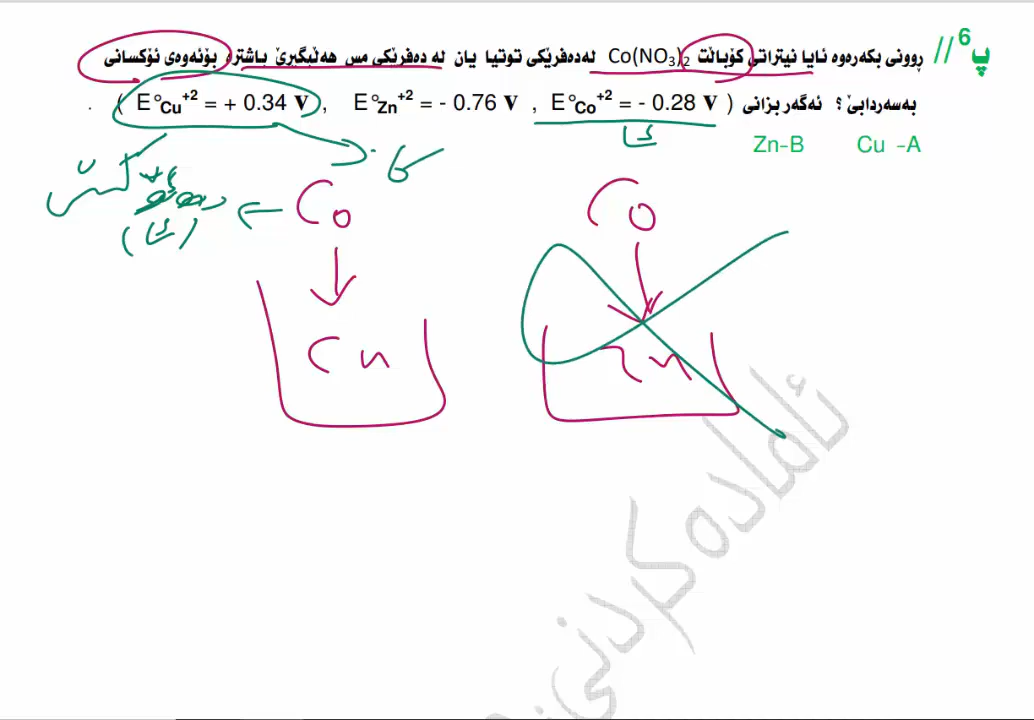 پ6// ڕوونی بکەرەوە ئایا نیتراتی کۆباڵت Co(NO₃)₂ لەدەفرێکی توتیا یان لە دەفرێکی مس هەڵبگیرێ باشترە بۆئەوەی ئۆکسانی
بەسەردابێ ؟ ئەگەر بزانی ( E°Cu⁺² = + 0.34 V , E°Zn⁺² = - 0.76 V , E°Co⁺² = - 0.28 V ) .
Cu -A Zn-B
Co Co
Cu Zn
ئامادەکردنی